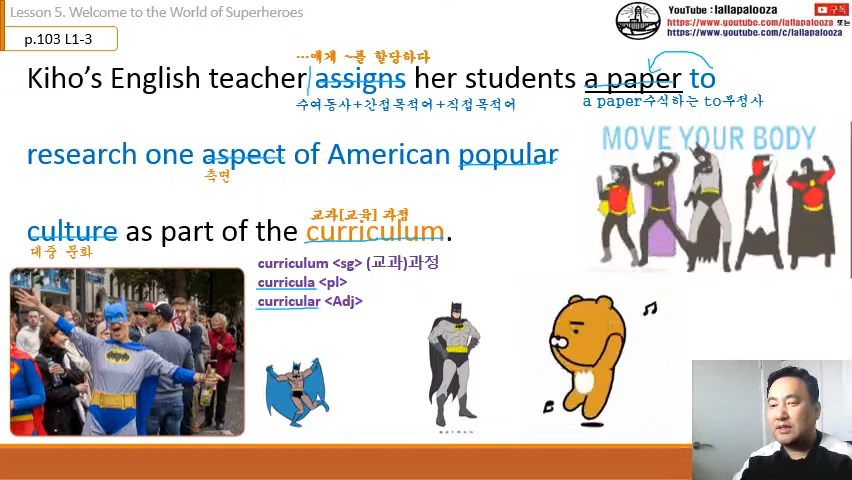 Lesson 5. Welcome to the World of Superheroes
YouTube : lallapalooza 구독
https://www.youtube.com/lallapalooza 또는
https://www.youtube.com/c/lallapalooza
p.103 L1-3
…에게 ~를 할당하다
Kiho's English teacher assigns her students a paper to
수여동사+간접목적어+직접목적어
a paper수식하는 to부정사
research one aspect of American popular
측면
MOVE YOUR BODY
교과[교육] 과정
culture as part of the curriculum.
대중 문화
curriculum <sg> (교과)과정
curricula <pl>
curricular <Adj>
BATMAN